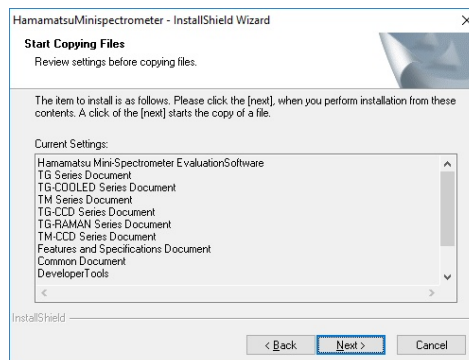 HamamatsuMinispectrometer - InstallShield Wizard
Start Copying Files
Review settings before copying files.
The item to install is as follows. Please click the [next], when you perform installation from these
contents. A click of the [next] starts the copy of a file.
Current Settings:
Hamamatsu Mini-Spectrometer EvaluationSoftware
TG Series Document
TG-COOLED Series Document
TM Series Document
TG-CCD Series Document
TG-RAMAN Series Document
TM-CCD Series Document
Features and Specifications Document
Common Document
DeveloperTools
InstallShield
< Back Next > Cancel